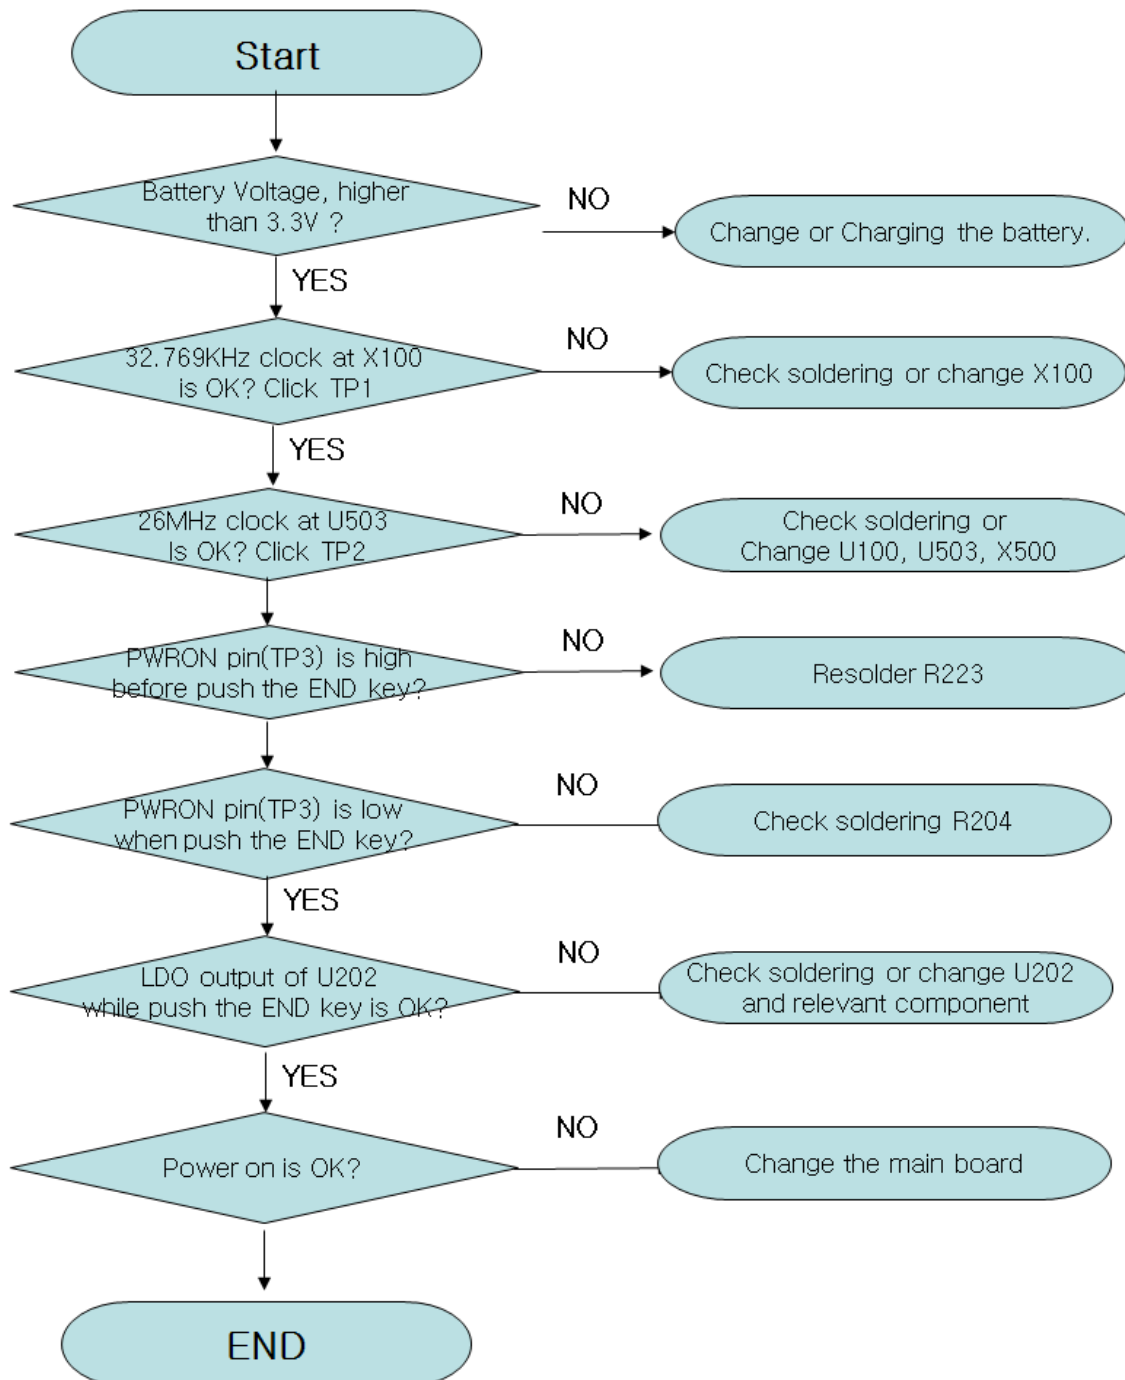 Start
Battery Voltage, higher
than 3.3V ?
NO
Change or Charging the battery.
YES
32.769KHz clock at X100
is OK? Click TP1
NO
Check soldering or change X100
YES
26MHz clock at U503
Is OK? Click TP2
NO
Check soldering or
Change U100, U503, X500
PWRON pin(TP3) is high
before push the END key?
NO
Resolder R223
PWRON pin(TP3) is low
when push the END key?
NO
Check soldering R204
YES
LDO output of U202
while push the END key is OK?
NO
Check soldering or change U202
and relevant component
YES
Power on is OK?
NO
Change the main board
END